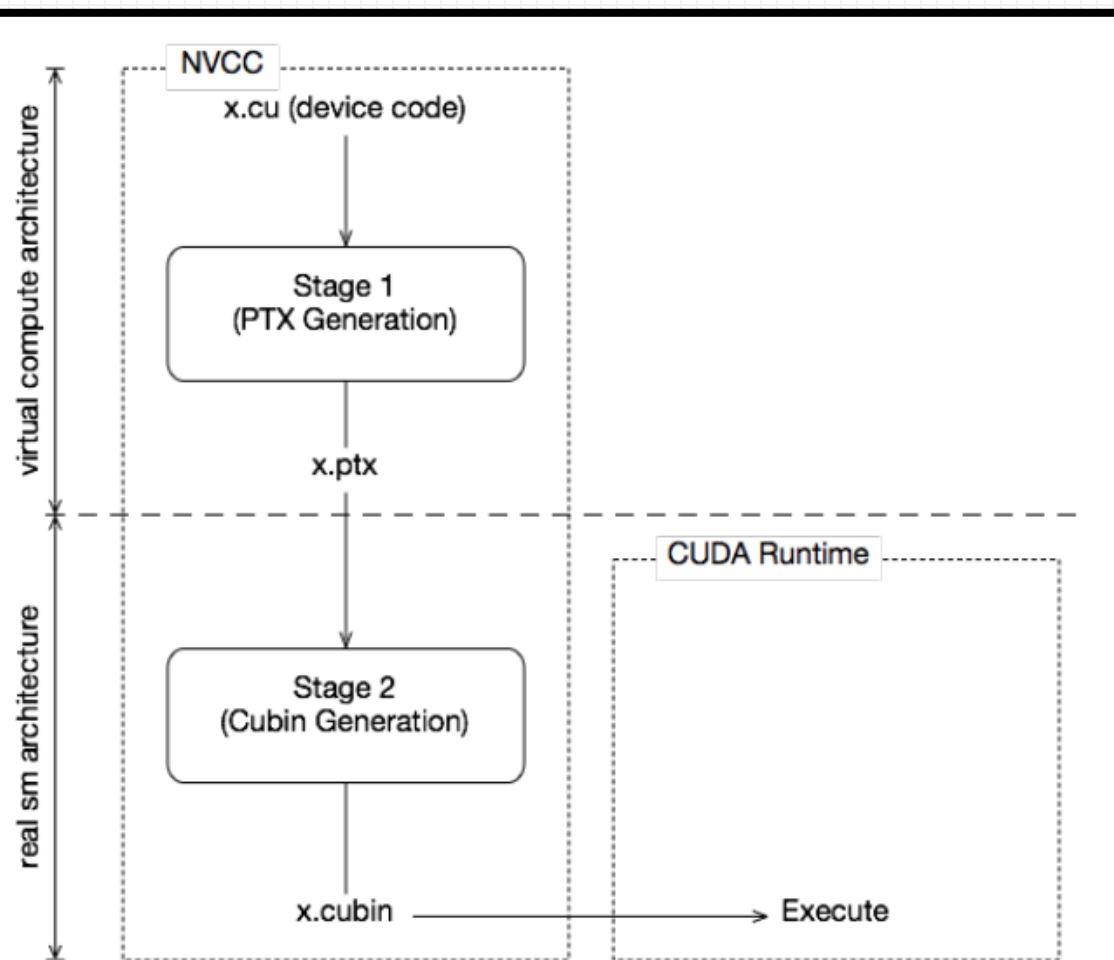 NVCC
x.cu (device code)
virtual compute architecture
Stage 1
(PTX Generation)
x.ptx
CUDA Runtime
real sm architecture
Stage 2
(Cubin Generation)
x.cubin
Execute